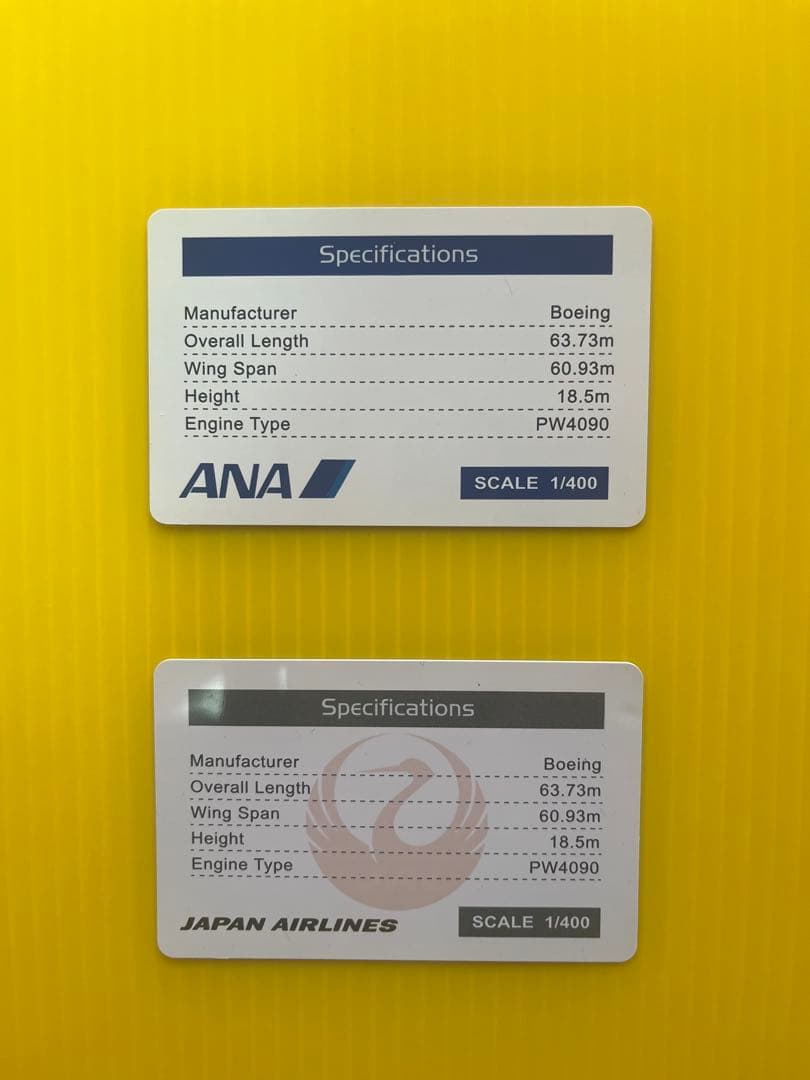 Specifications
Manufacturer Boeing
Overall Length 63.73m
Wing Span 60.93m
Height 18.5m
Engine Type PW4090
ANA SCALE 1/400
Specifications
Manufacturer Boeing
Overall Length 63.73m
Wing Span 60.93m
Height 18.5m
Engine Type PW4090
JAPAN AIRLINES SCALE 1/400